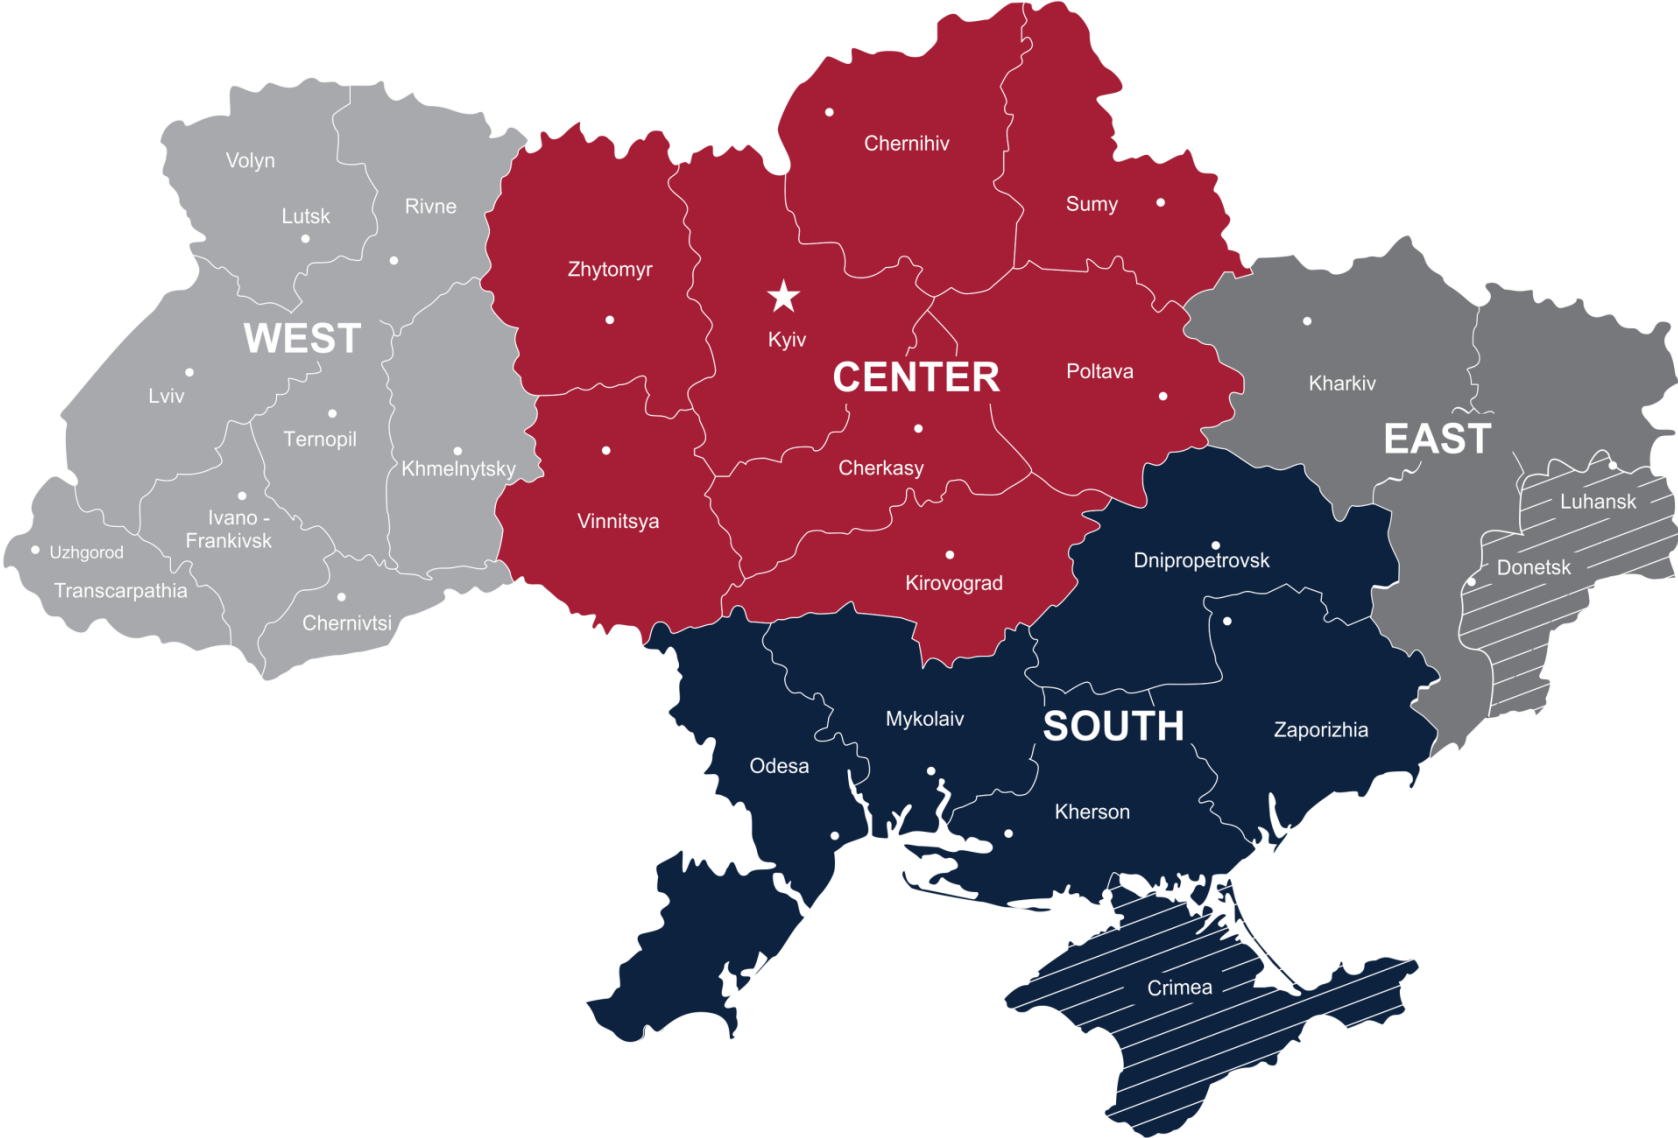 Volyn
Lutsk
Rivne
WEST
Lviv
Ternopil
Khmelnytsky
Ivano -
Frankivsk
Uzhgorod
Transcarpathia
Chernivtsi
Chernihiv
Sumy
Zhytomyr
Kyiv
CENTER
Poltava
Cherkasy
Vinnitsya
Kirovograd
Kharkiv
EAST
Luhansk
Donetsk
Dnipropetrovsk
Mykolaiv
SOUTH
Zaporizhia
Odesa
Kherson
Crimea